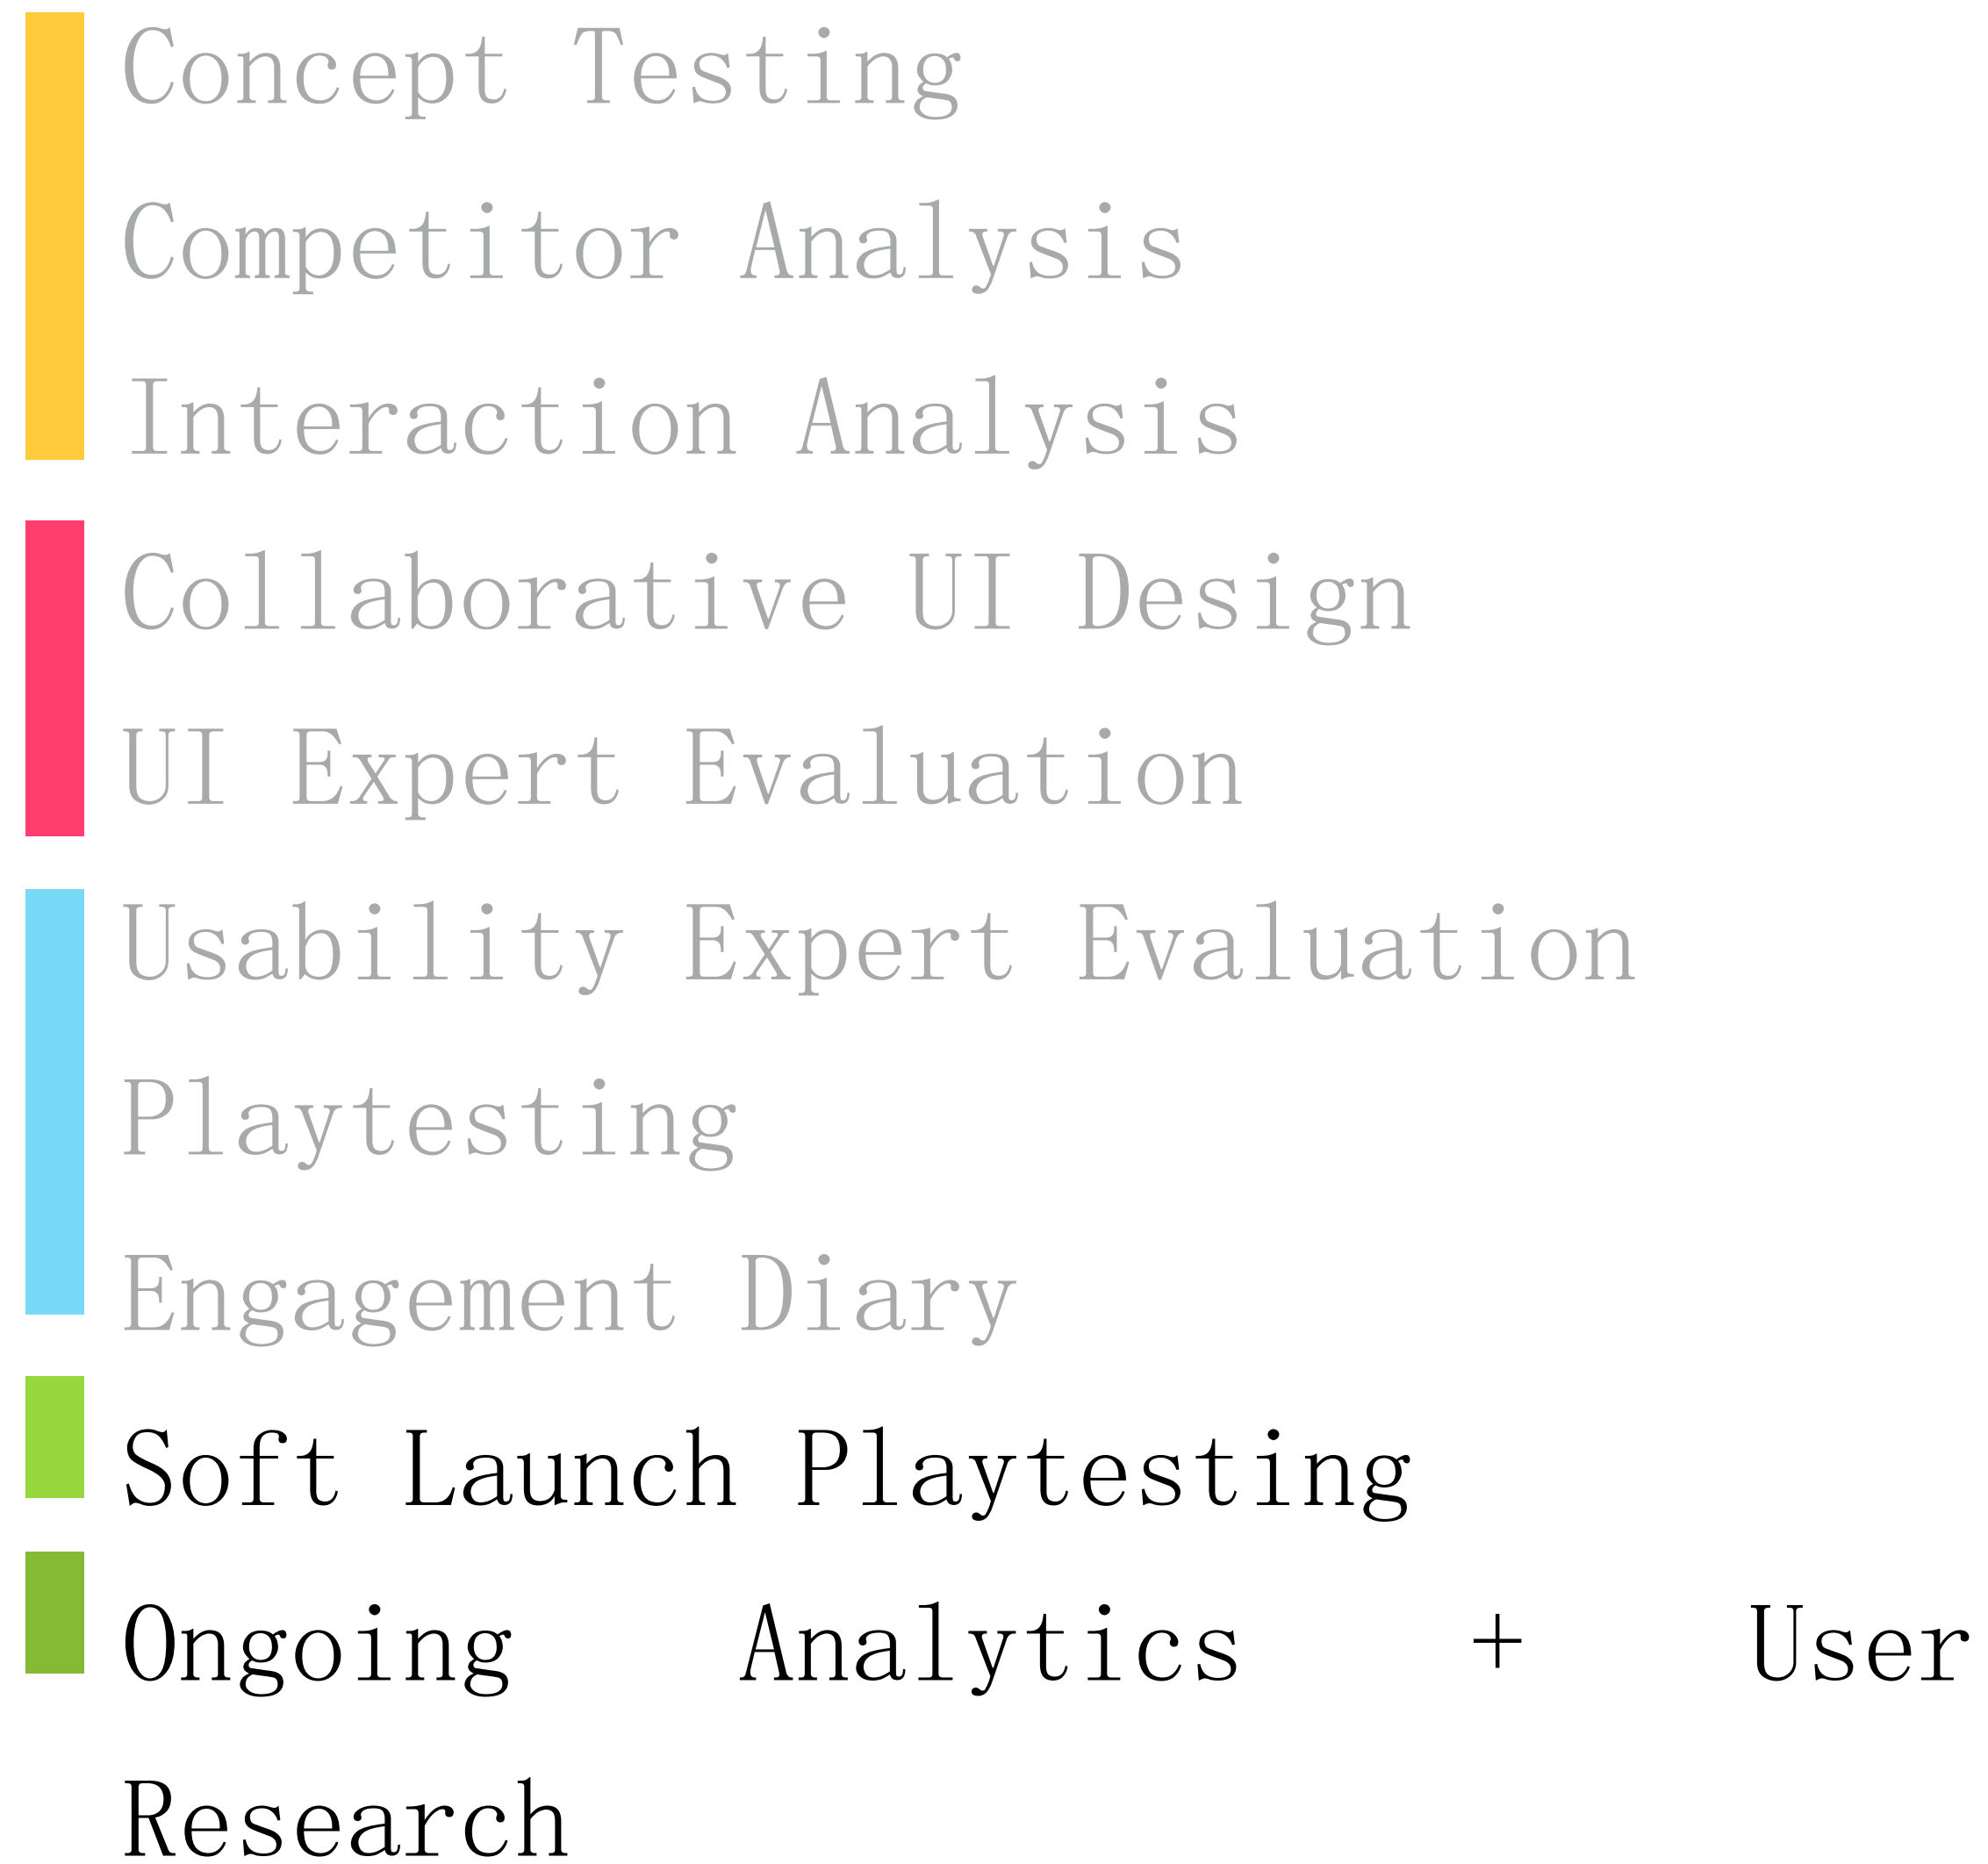 Concept Testing
Competitor Analysis
Interaction Analysis
Collaborative UI Design
UI Expert Evaluation
Usability Expert Evaluation
Playtesting
Engagement Diary
Soft Launch Playtesting
Ongoing Analytics + User
Research